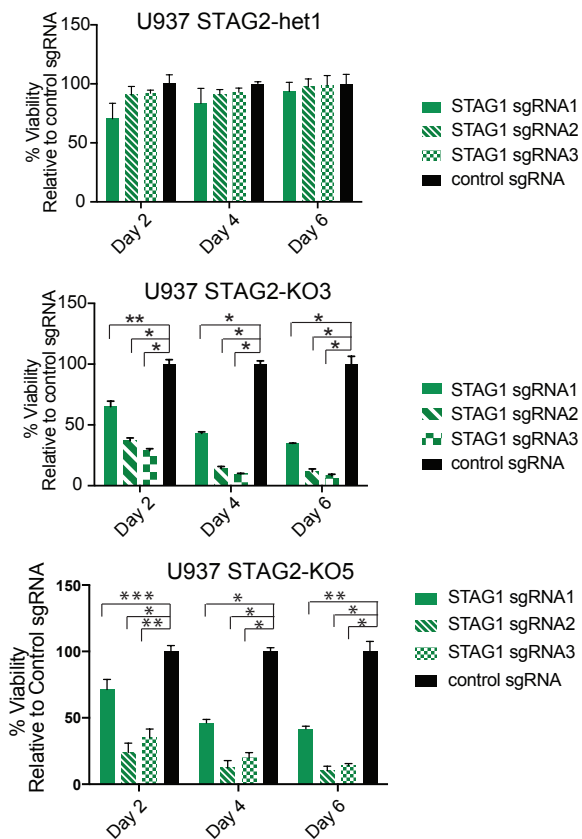 U937 STAG2-het1
% Viability
Relative to control sgRNA
150
100
50
0
Day 2
Day 4
Day 6
STAG1 sgRNA1
STAG1 sgRNA2
STAG1 sgRNA3
control sgRNA
U937 STAG2-KO3
% Viability
Relative to control sgRNA
150
100
50
0
**
*
*
*
*
*
*
*
*
Day 2
Day 4
Day 6
STAG1 sgRNA1
STAG1 sgRNA2
STAG1 sgRNA3
control sgRNA
U937 STAG2-KO5
% Viability
Relative to Control sgRNA
150
100
50
0
***
*
**
*
*
*
**
*
*
Day 2
Day 4
Day 6
STAG1 sgRNA1
STAG1 sgRNA2
STAG1 sgRNA3
control sgRNA